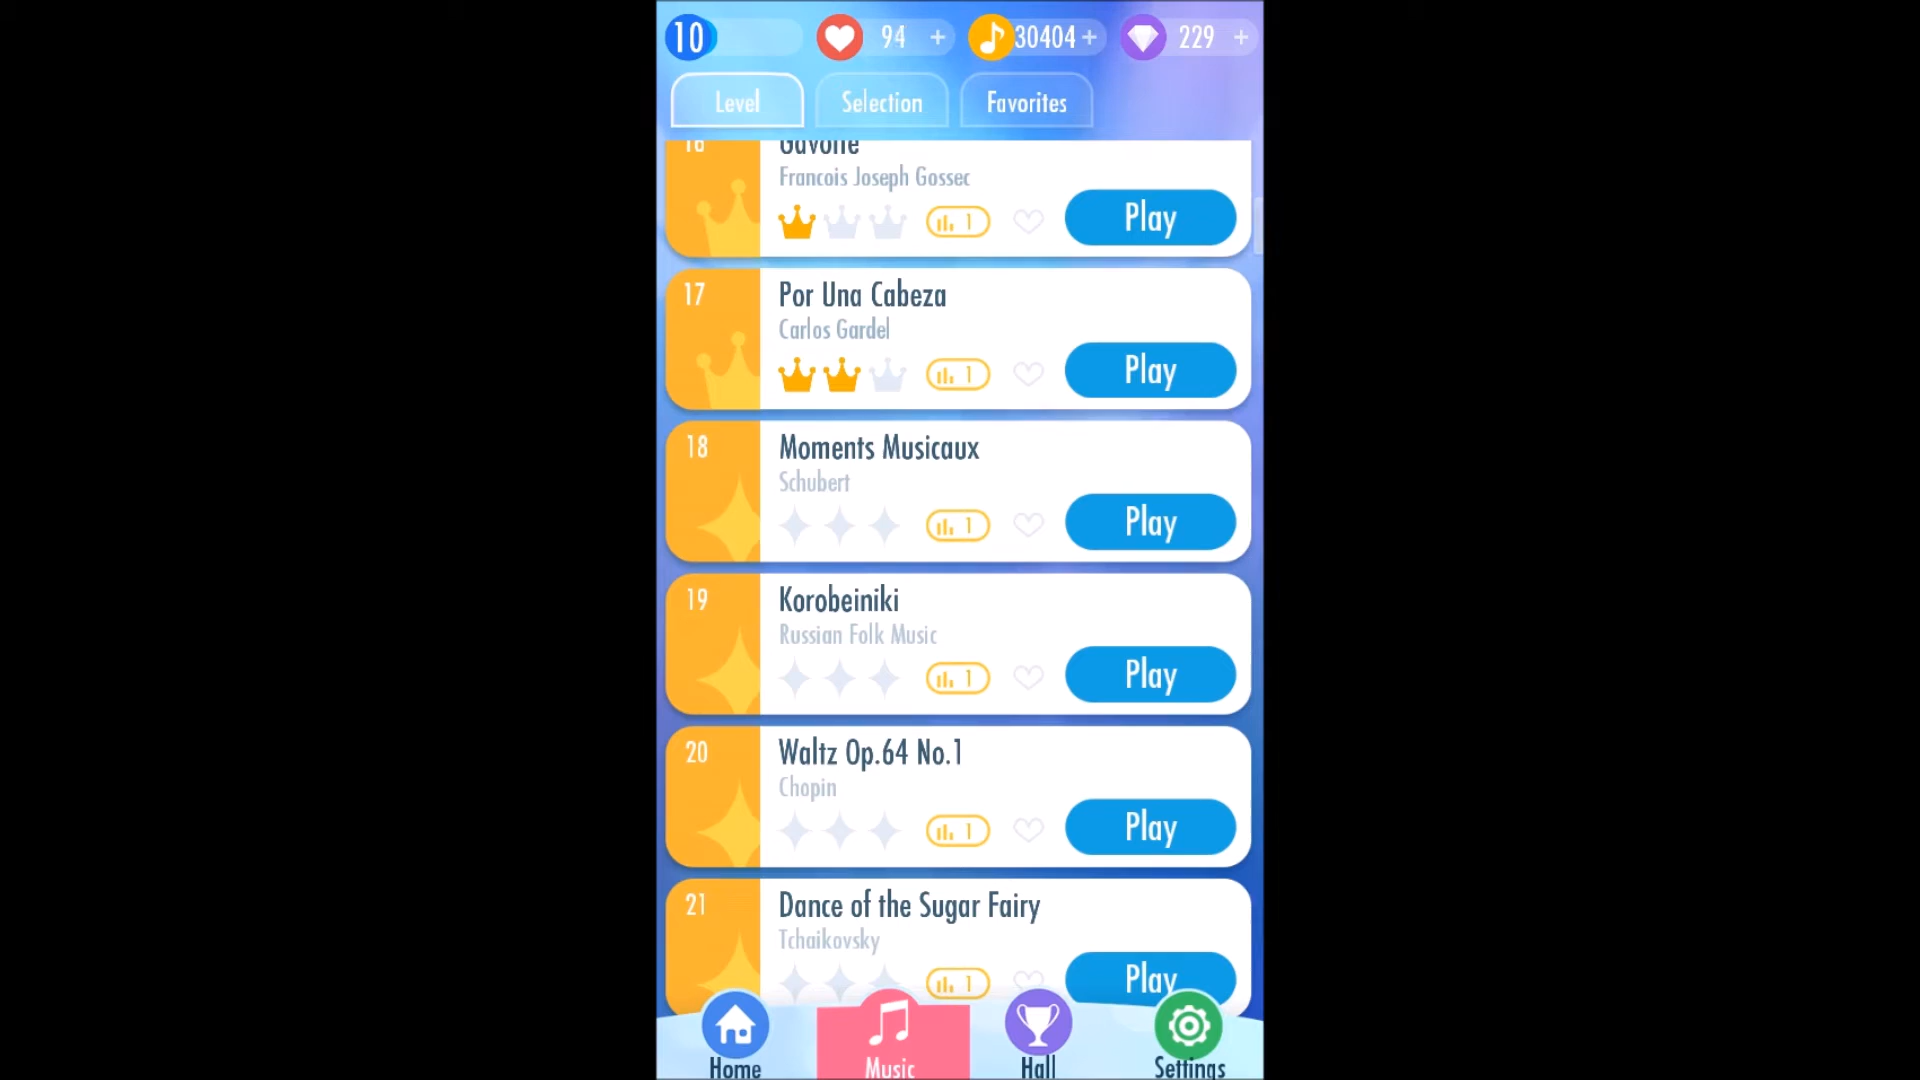 10 94 + 30404 + 229 +
Level Selection Favorites
16
Gavotte
Francois Joseph Gossec
1 Play
17
Por Una Cabeza
Carlos Gardel
1 Play
18
Moments Musicaux
Schubert
1 Play
19
Korobeiniki
Russian Folk Music
1 Play
20
Waltz Op.64 No.1
Chopin
1 Play
21
Dance of the Sugar Fairy
Tchaikovsky
1 Play
Home Music Hall Settings